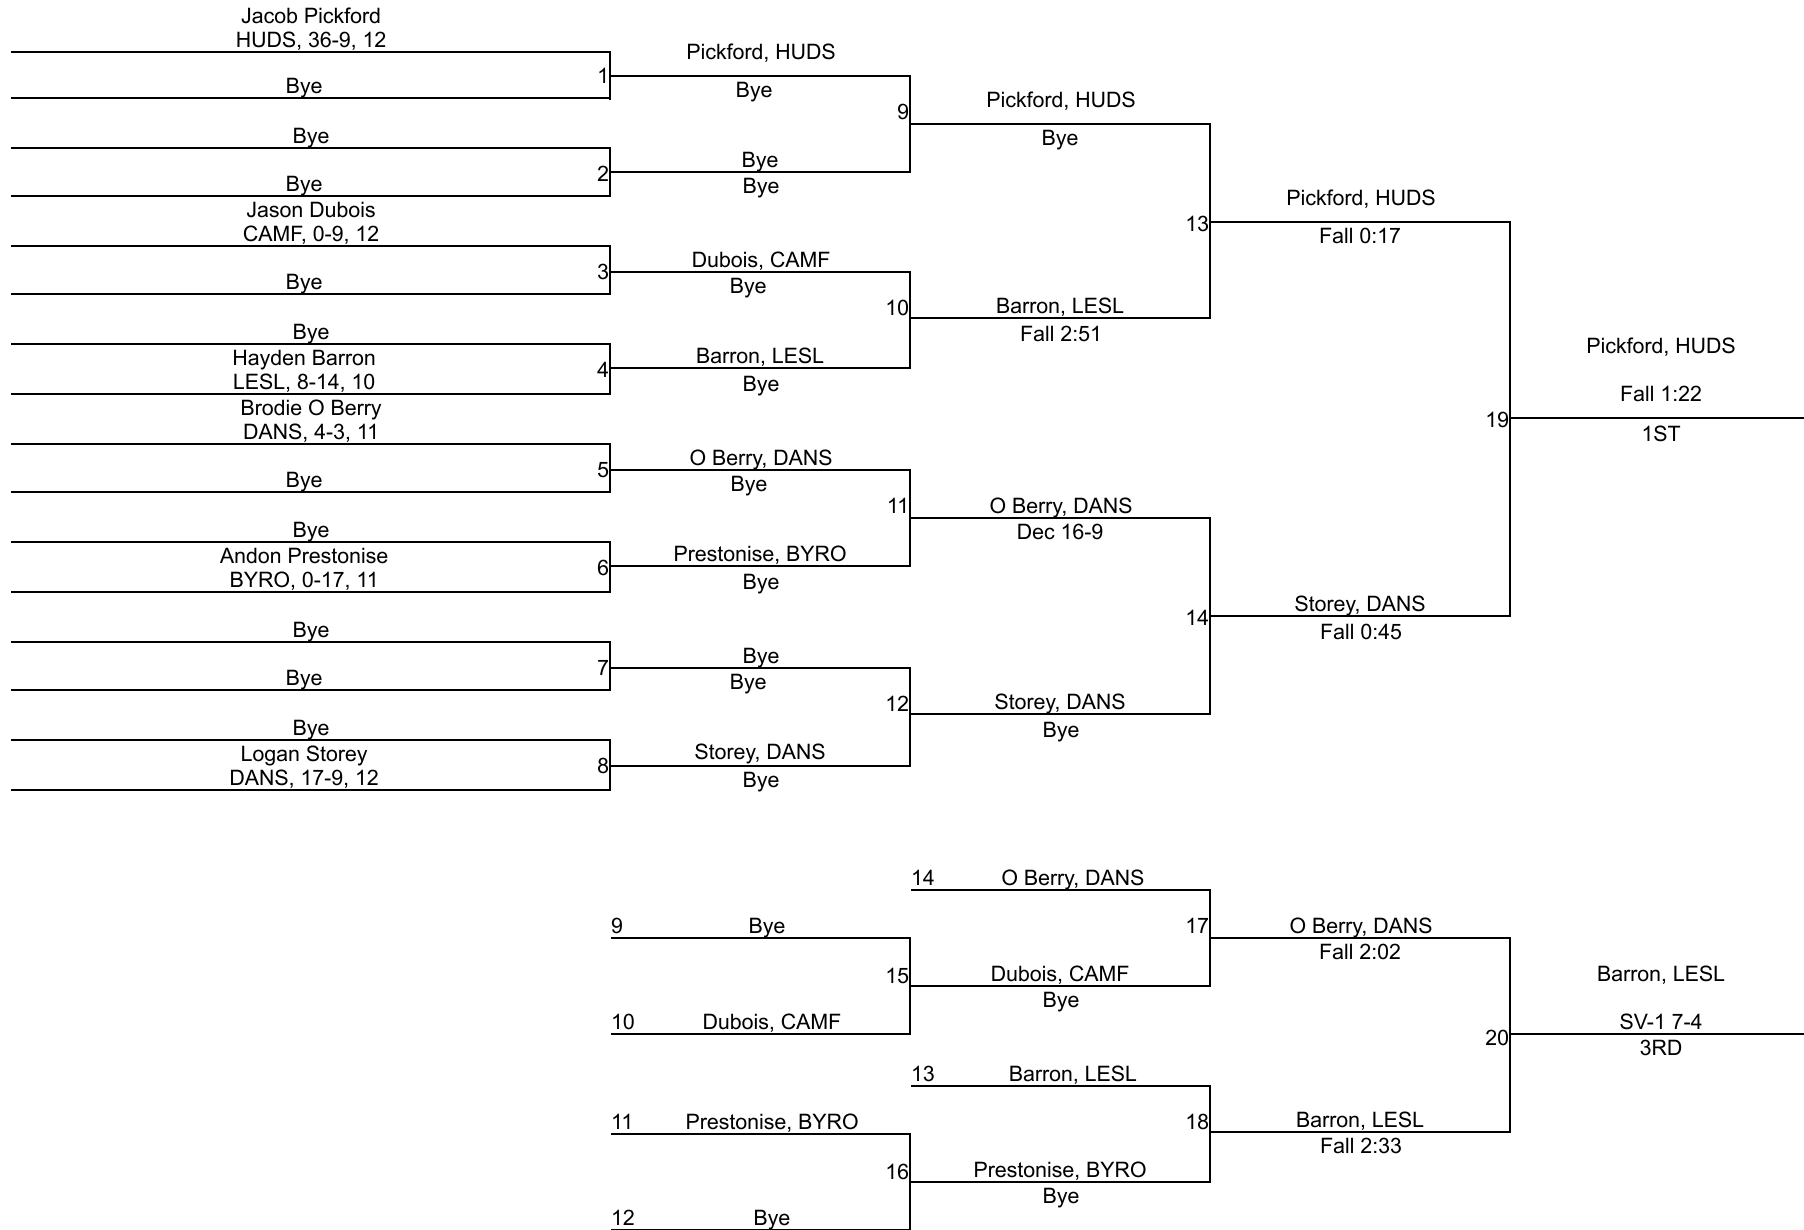 Jacob Pickford
HUDS, 36-9, 12
Bye
1
Bye
Bye
2
Jason Dubois
CAMF, 0-9, 12
Bye
3
Bye
Hayden Barron
LESL, 8-14, 10
4
Brodie O Berry
DANS, 4-3, 11
Bye
5
Bye
Andon Prestonise
BYRO, 0-17, 11
6
Bye
Bye
7
Bye
Logan Storey
DANS, 17-9, 12
8
Pickford, HUDS
Bye
9
Bye
Bye
Dubois, CAMF
Bye
10
Barron, LESL
Bye
O Berry, DANS
Bye
11
Prestonise, BYRO
Bye
Bye
Bye
12
Storey, DANS
Bye
Pickford, HUDS
Bye
13
Barron, LESL
Fall 2:51
O Berry, DANS
Dec 16-9
14
Storey, DANS
Bye
Pickford, HUDS
Fall 0:17
19
Storey, DANS
Fall 0:45
Pickford, HUDS
Fall 1:22
1ST
14 O Berry, DANS
9 Bye
17
15
Dubois, CAMF
Bye
10 Dubois, CAMF
13 Barron, LESL
11 Prestonise, BYRO
18
16
Prestonise, BYRO
Bye
12 Bye
O Berry, DANS
Fall 2:02
20
Barron, LESL
Fall 2:33
Barron, LESL
SV-1 7-4
3RD